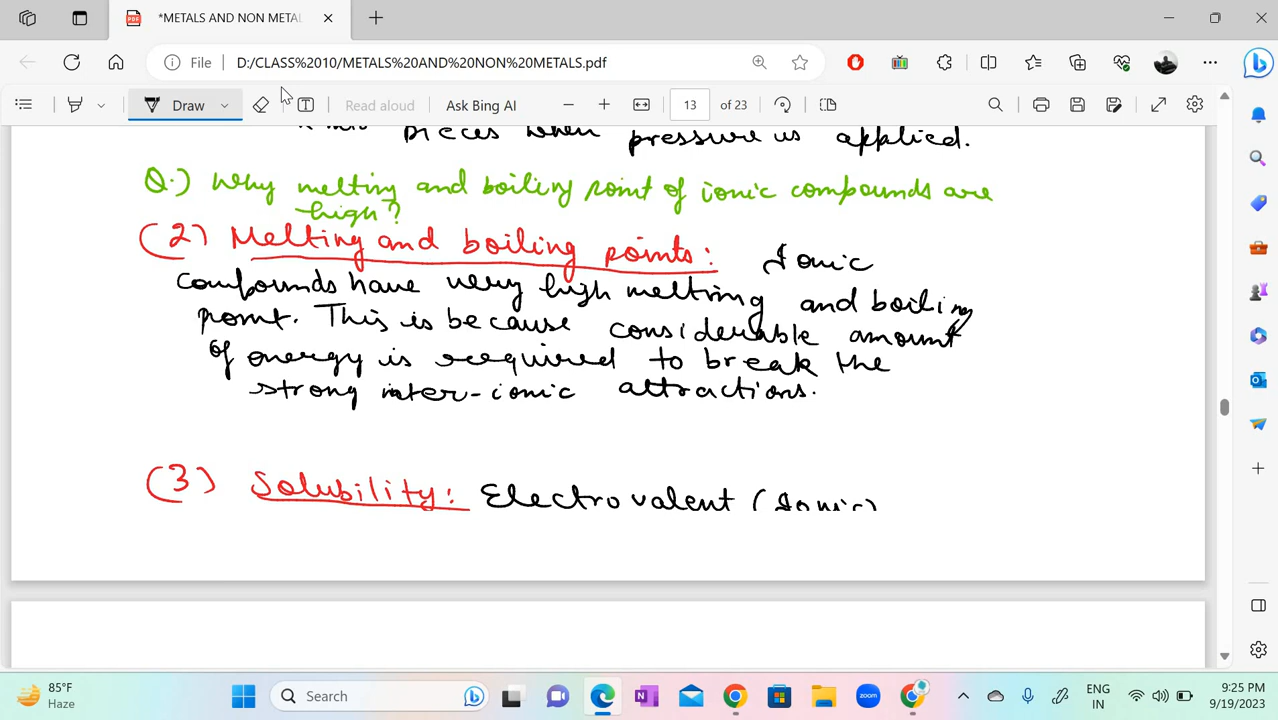 *METALS AND NON METAL
File D:/CLASS%2010/METALS%20AND%20NON%20METALS.pdf
Draw Read aloud Ask Bing AI 13 of 23
pieces when pressure is applied.
Q.) Why melting and boiling point of ionic compounds are
high?
(2) Melting and boiling points: Ionic
compounds have very high melting and boiling
point. This is because considerable amount
of energy is required to break the
strong inter-ionic attractions.
(3) Solubility: Electrovalent (Ionic)
85°F
Haze
Search
zoom
ENG
IN
9:25 PM
9/19/2023